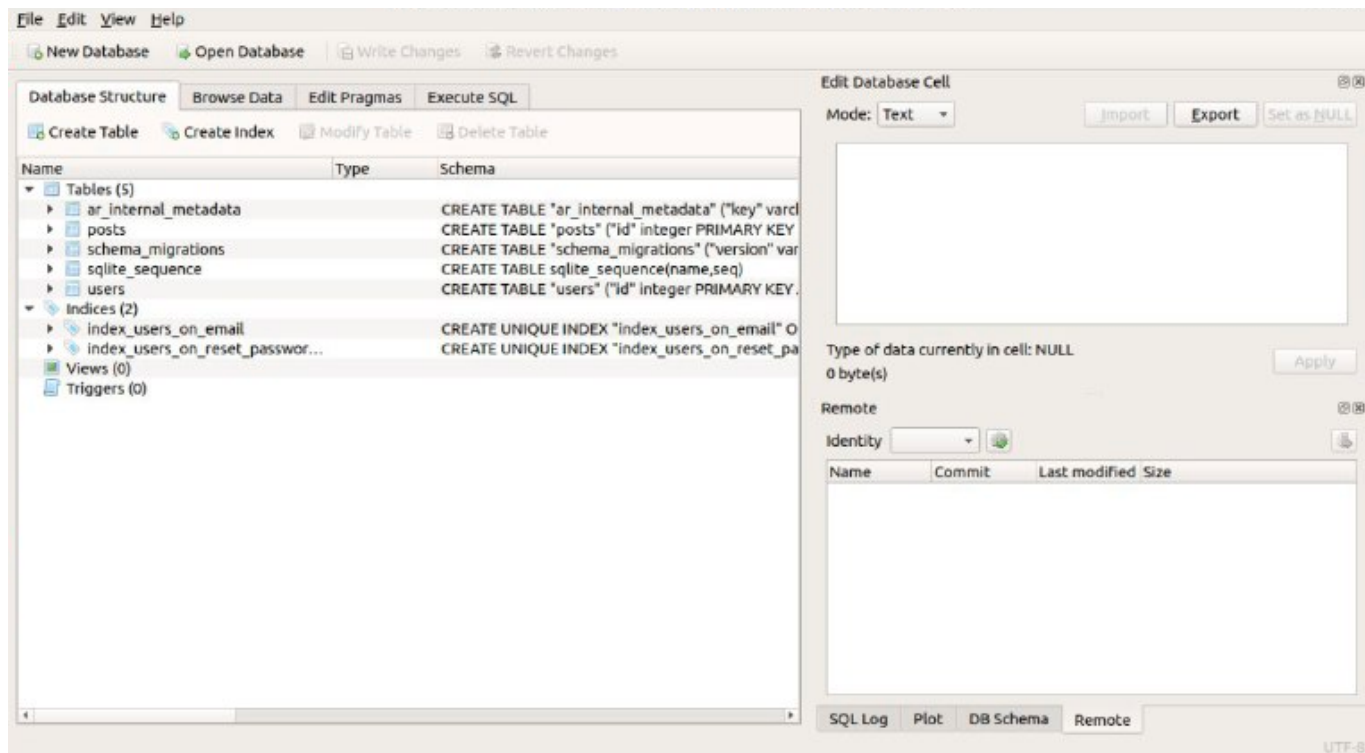 File Edit View Help
New Database Open Database Write Changes Revert Changes
Database Structure Browse Data Edit Pragmas Execute SQL
Create Table Create Index Modify Table Delete Table
Name Type Schema
Tables (5)
ar_internal_metadata CREATE TABLE "ar_internal_metadata" ("key" varcl
posts CREATE TABLE "posts" ("id" integer PRIMARY KEY
schema_migrations CREATE TABLE "schema_migrations" ("version" var
sqlite_sequence CREATE TABLE sqlite_sequence(name,seq)
users CREATE TABLE "users" ("id" integer PRIMARY KEY.
Indices (2)
index_users_on_email CREATE UNIQUE INDEX "index_users_on_email" O
index_users_on_reset_passwor... CREATE UNIQUE INDEX "index_users_on_reset_pa
Views (0)
Triggers (0)
Edit Database Cell
Mode: Text Import Export Set as NULL
Type of data currently in cell: NULL
0 byte(s)
Apply
Remote
Identity
Name Commit Last modified Size
SQL Log Plot DB Schema Remote
UTF-8